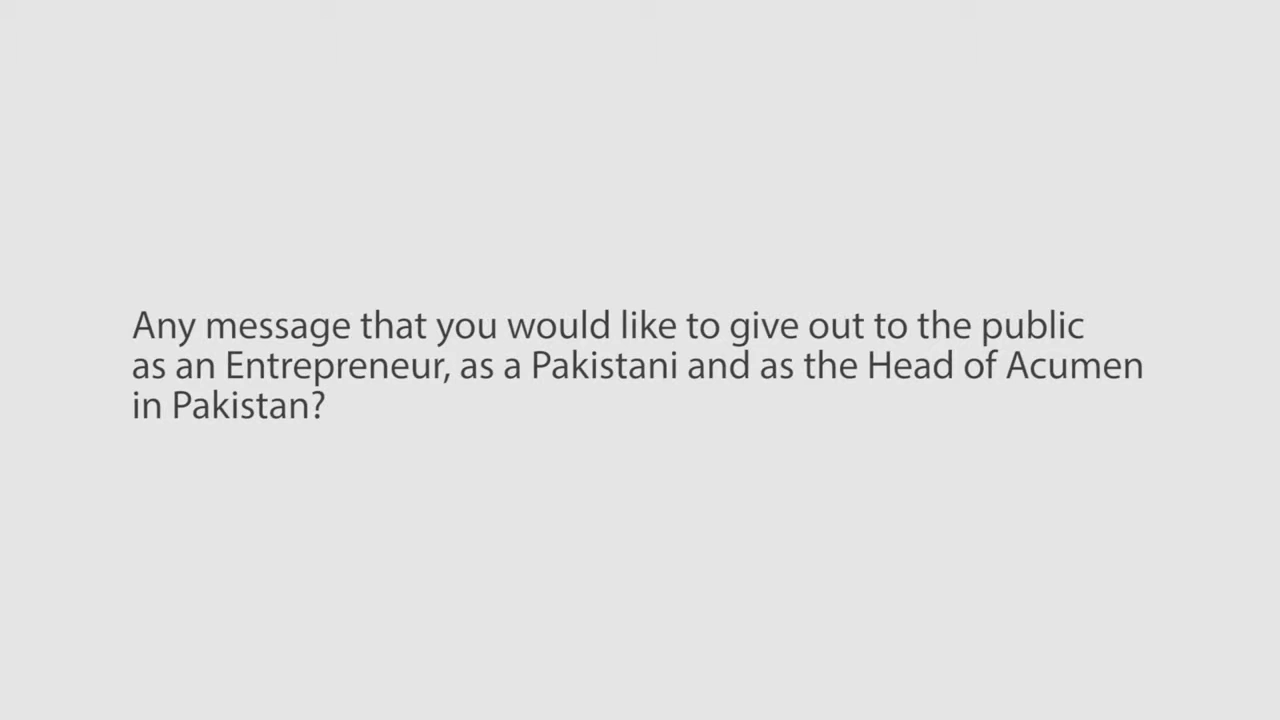 Any message that you would like to give out to the public
as an Entrepreneur, as a Pakistani and as the Head of Acumen
in Pakistan?